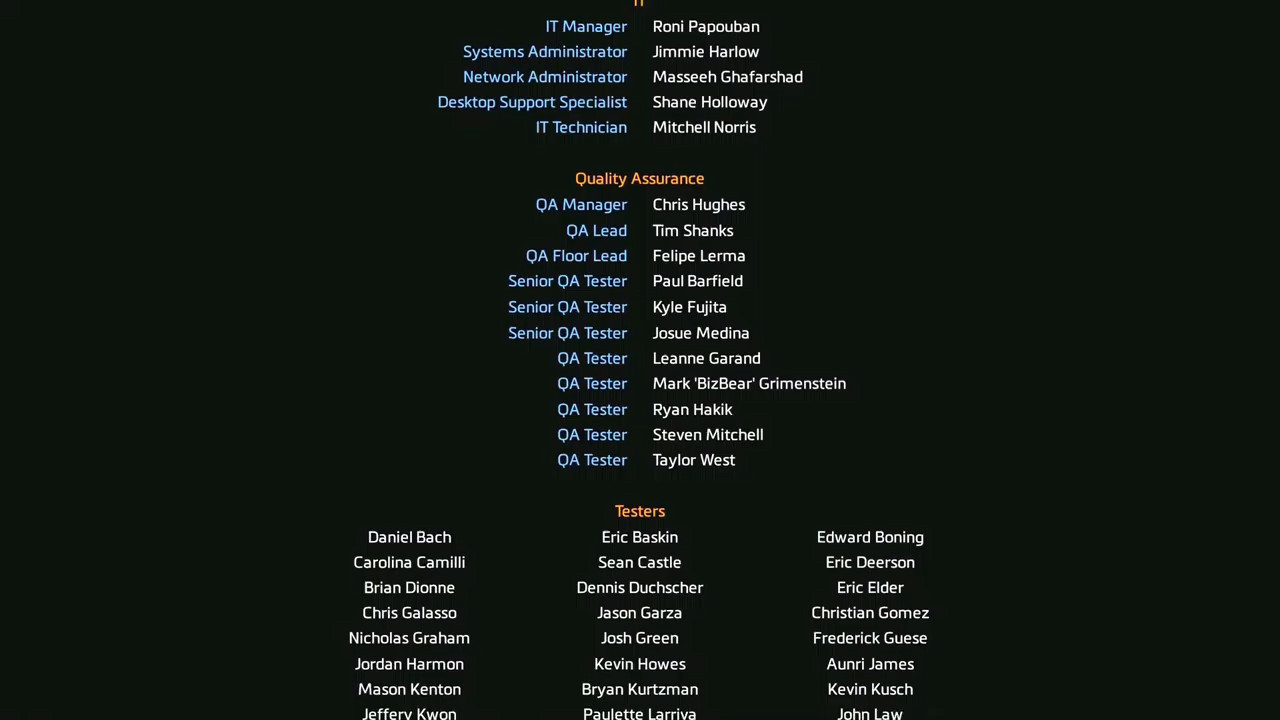 IT
IT Manager Roni Papouban
Systems Administrator Jimmie Harlow
Network Administrator Masseeh Ghafarshad
Desktop Support Specialist Shane Holloway
IT Technician Mitchell Norris
Quality Assurance
QA Manager Chris Hughes
QA Lead Tim Shanks
QA Floor Lead Felipe Lerma
Senior QA Tester Paul Barfield
Senior QA Tester Kyle Fujita
Senior QA Tester Josue Medina
QA Tester Leanne Garand
QA Tester Mark 'BizBear' Grimenstein
QA Tester Ryan Hakik
QA Tester Steven Mitchell
QA Tester Taylor West
Testers
Daniel Bach Eric Baskin Edward Boning
Carolina Camilli Sean Castle Eric Deerson
Brian Dionne Dennis Duchscher Eric Elder
Chris Galasso Jason Garza Christian Gomez
Nicholas Graham Josh Green Frederick Guese
Jordan Harmon Kevin Howes Aunri James
Mason Kenton Bryan Kurtzman Kevin Kusch
Jeffery Kwon Paulette Larriva John Law